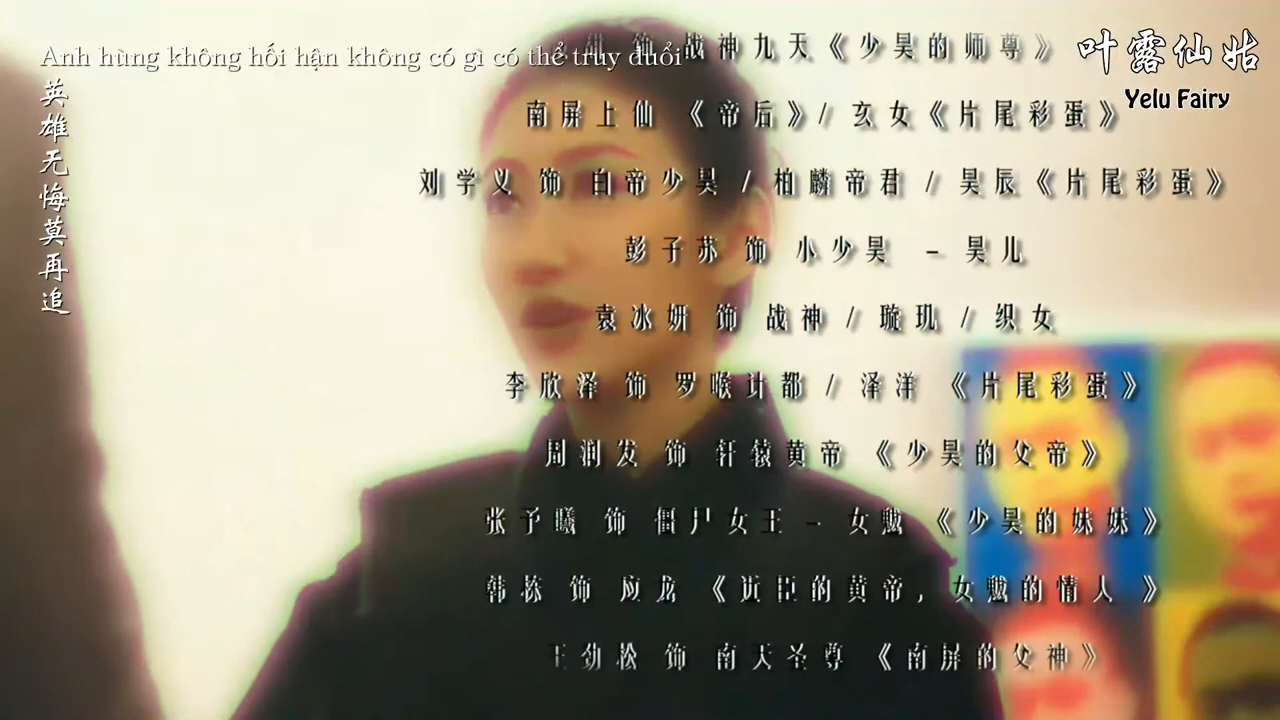 Anh hùng không hối hận không có gì có thể truy đuổi
英雄无悔莫再追
叶露仙姑
Yelu Fairy
饰 战神九天《少昊的师尊》
南屏上仙 《帝后》/ 玄女《片尾彩蛋》
刘学义 饰 白帝少昊 / 柏麟帝君 / 昊辰《片尾彩蛋》
彭子苏 饰 小少昊 - 昊儿
袁冰妍 饰 战神 / 璇玑 / 织女
李欣泽 饰 罗喉计都 / 泽洋 《片尾彩蛋》
周润发 饰 轩辕黄帝 《少昊的父帝》
张予曦 饰 僵尸女王 - 女魃 《少昊的妹妹》
韩栋 饰 应龙 《近臣的黄帝, 女魃的情人 》
王劲松 饰 南天圣尊 《南屏的父神》